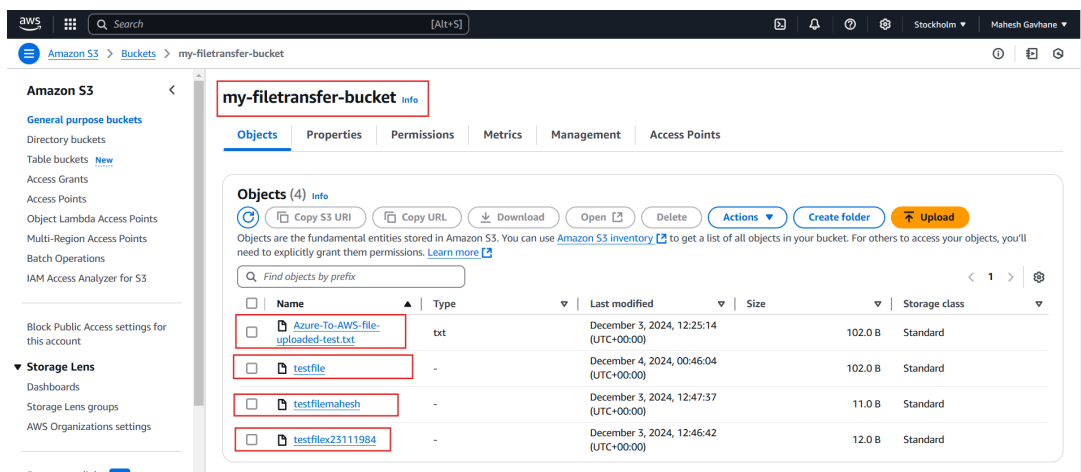 aws
Search [Alt+S] Stockholm ▼ Mahesh Gavhane ▼
Amazon S3 > Buckets > my-filetransfer-bucket
Amazon S3
General purpose buckets
Directory buckets
Table buckets New
Access Grants
Access Points
Object Lambda Access Points
Multi-Region Access Points
Batch Operations
IAM Access Analyzer for S3
Block Public Access settings for
this account
▼ Storage Lens
Dashboards
Storage Lens groups
AWS Organizations settings
my-filetransfer-bucket Info
Objects Properties Permissions Metrics Management Access Points
Objects (4) Info
Copy S3 URI Copy URL Download Open Delete Actions ▼ Create folder Upload
Objects are the fundamental entities stored in Amazon S3. You can use Amazon S3 inventory to get a list of all objects in your bucket. For others to access your objects, you'll
need to explicitly grant them permissions. Learn more
Find objects by prefix < 1 >
Name Type Last modified Size Storage class
Azure-To-AWS-file-
uploaded-test.txt txt December 3, 2024, 12:25:14
(UTC+00:00) 102.0 B Standard
testfile - December 4, 2024, 00:46:04
(UTC+00:00) 102.0 B Standard
testfilemahesh - December 3, 2024, 12:47:37
(UTC+00:00) 11.0 B Standard
testfilex23111984 - December 3, 2024, 12:46:42
(UTC+00:00) 12.0 B Standard